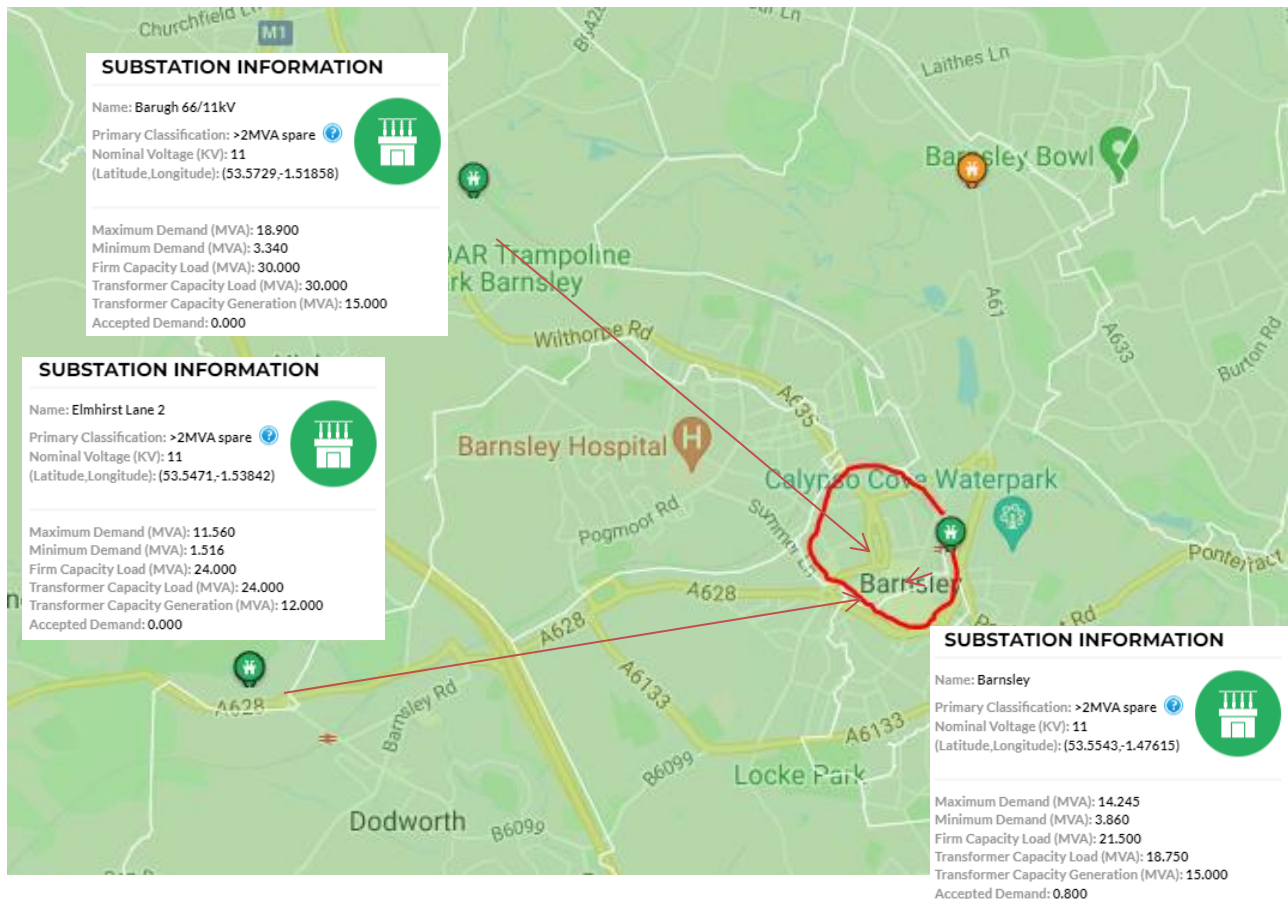 Churchfield
M1
Laithes Ln
SUBSTATION INFORMATION
Name: Barugh 66/11kV
Primary Classification: >2MVA spare ?
Nominal Voltage (KV): 11
(Latitude,Longitude): (53.5729,-1.51858)
Maximum Demand (MVA): 18.900
Minimum Demand (MVA): 3.340
Firm Capacity Load (MVA): 30.000
Transformer Capacity Load (MVA): 30.000
Transformer Capacity Generation (MVA): 15.000
Accepted Demand: 0.000
Barnsley Bowl
OAR Trampoline
rk Barnsley
A61
A633
Burton Rd
Wilthorpe Rd
A635
SUBSTATION INFORMATION
Name: Elmhirst Lane 2
Primary Classification: >2MVA spare ?
Nominal Voltage (KV): 11
(Latitude,Longitude): (53.5471,-1.53842)
Maximum Demand (MVA): 11.560
Minimum Demand (MVA): 1.516
Firm Capacity Load (MVA): 24.000
Transformer Capacity Load (MVA): 24.000
Transformer Capacity Generation (MVA): 12.000
Accepted Demand: 0.000
Barnsley Hospital H
Calypso Cove Waterpark
Pogmoor Rd
Summer Ln
Pontefract
Barnsley
A628
A628
A628
A6133
Barnsley Rd
A6133
B6099
Locke Park
Dodworth
B6099
SUBSTATION INFORMATION
Name: Barnsley
Primary Classification: >2MVA spare ?
Nominal Voltage (KV): 11
(Latitude,Longitude): (53.5543,-1.47615)
Maximum Demand (MVA): 14.245
Minimum Demand (MVA): 3.860
Firm Capacity Load (MVA): 21.500
Transformer Capacity Load (MVA): 18.750
Transformer Capacity Generation (MVA): 15.000
Accepted Demand: 0.800